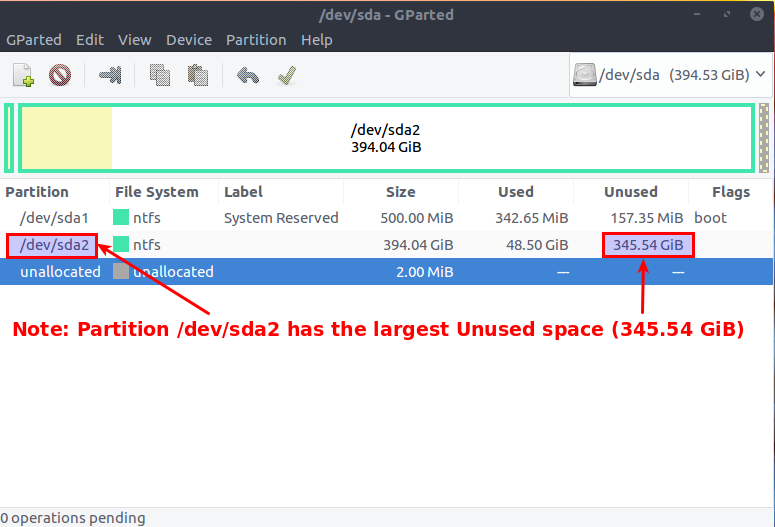 /dev/sda - GParted
GParted Edit View Device Partition Help
/dev/sda (394.53 GiB)
/dev/sda2
394.04 GiB
Partition File System Label Size Used Unused Flags
/dev/sda1 ntfs System Reserved 500.00 MiB 342.65 MiB 157.35 MiB boot
/dev/sda2 ntfs 394.04 GiB 48.50 GiB 345.54 GiB
unallocated unallocated 2.00 MiB --- ---
Note: Partition /dev/sda2 has the largest Unused space (345.54 GiB)
0 operations pending